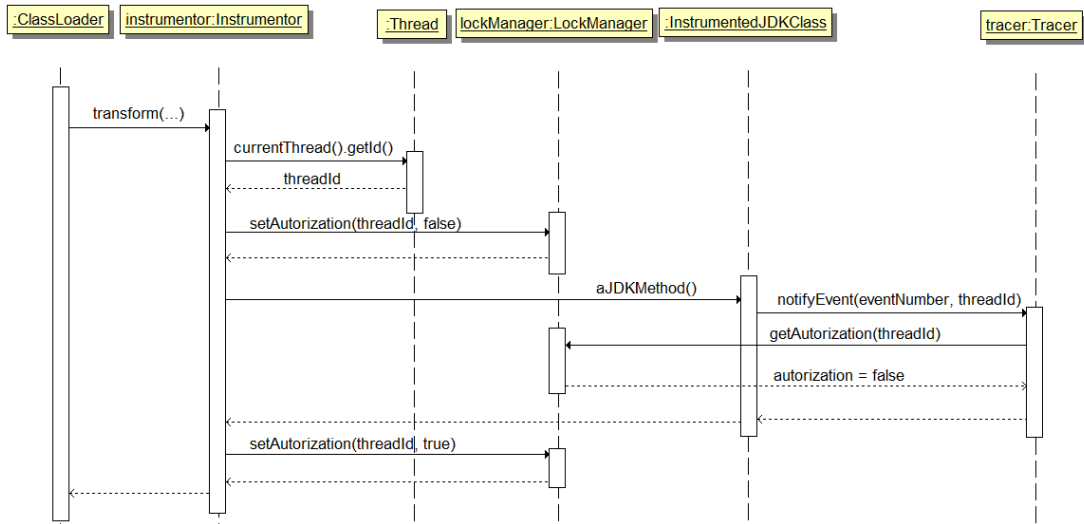 :ClassLoader
instrumentor:Instrumentor
:Thread
lockManager:LockManager
:InstrumentedJDKClass
tracer:Tracer
transform(...)
currentThread().getId()
threadId
setAutorization(threadId, false)
aJDKMethod()
notifyEvent(eventNumber, threadId)
getAutorization(threadId)
autorization = false
setAutorization(threadId, true)